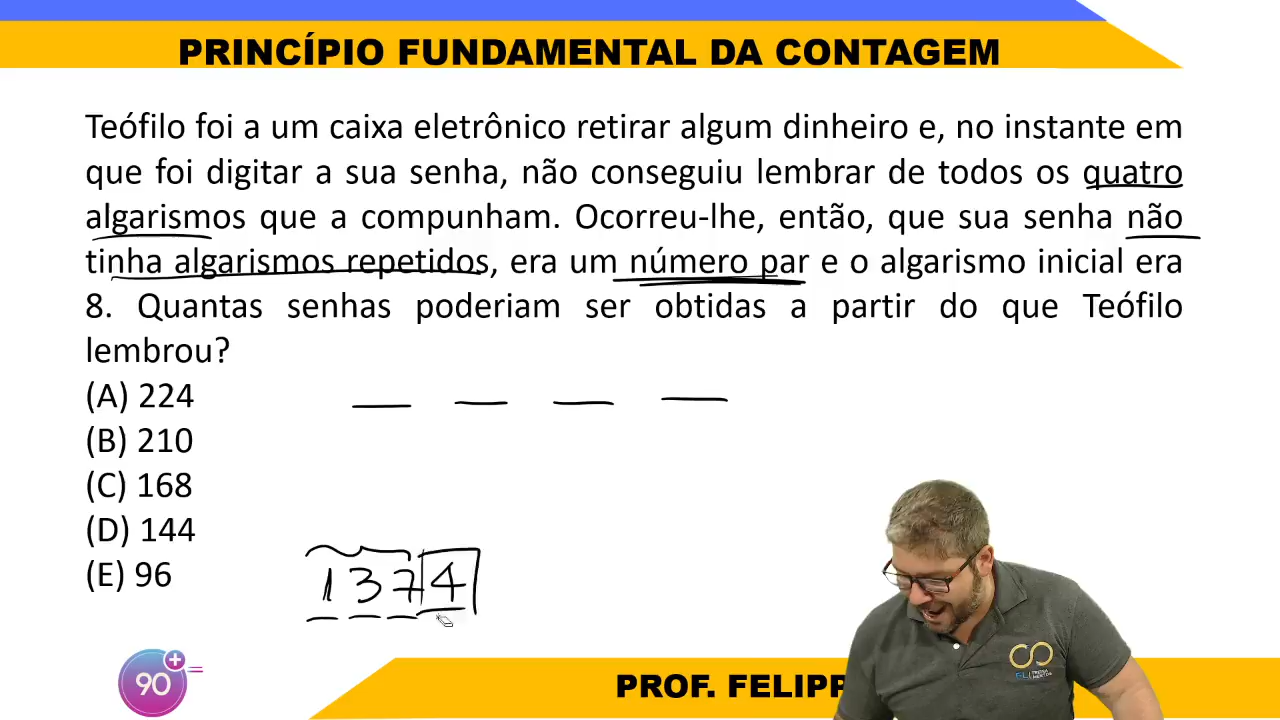 PRINCÍPIO FUNDAMENTAL DA CONTAGEM
Teófilo foi a um caixa eletrônico retirar algum dinheiro e, no instante em
que foi digitar a sua senha, não conseguiu lembrar de todos os quatro
algarismos que a compunham. Ocorreu-lhe, então, que sua senha não
tinha algarismos repetidos, era um número par e o algarismo inicial era
8. Quantas senhas poderiam ser obtidas a partir do que Teófilo
lembrou?
(A) 224
(B) 210
(C) 168
(D) 144
(E) 96
1374
90+
PROF. FELIPP